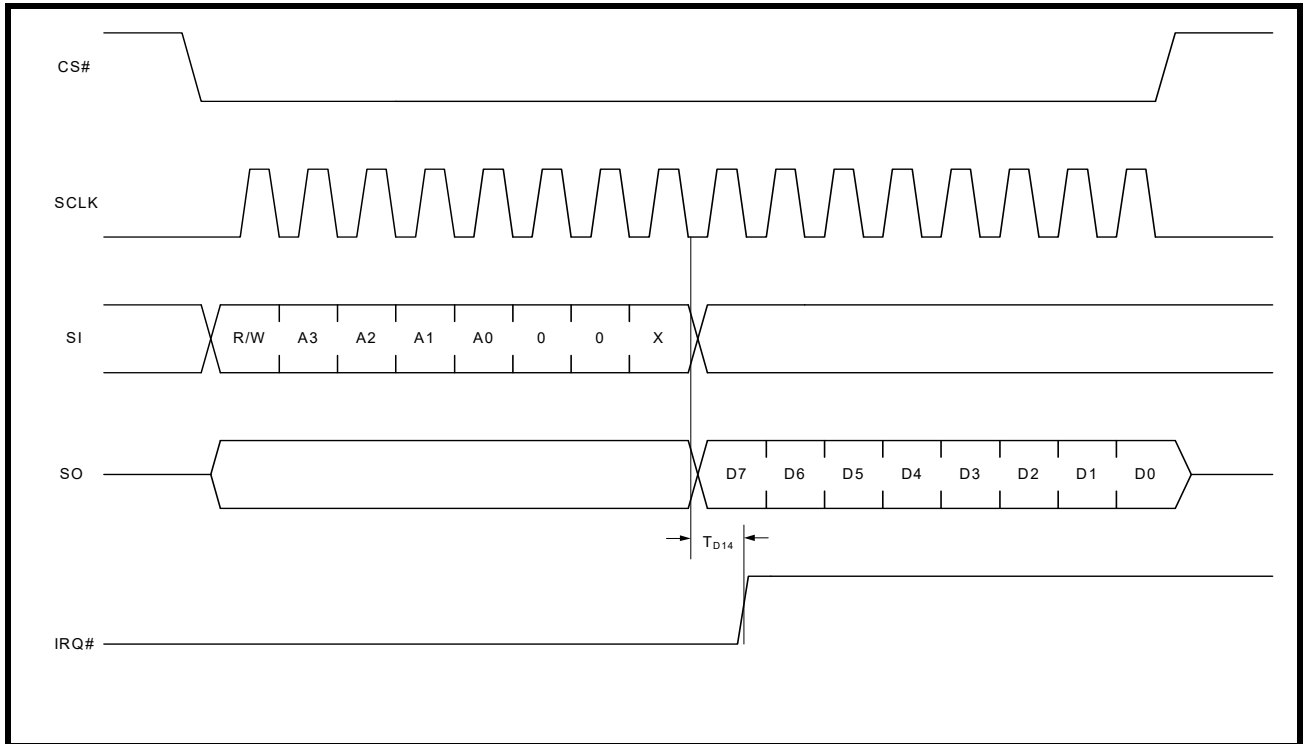 CS#
SCLK
SI
R/W A3 A2 A1 A0 0 0 X
SO
D7 D6 D5 D4 D3 D2 D1 D0
TD14
IRQ#